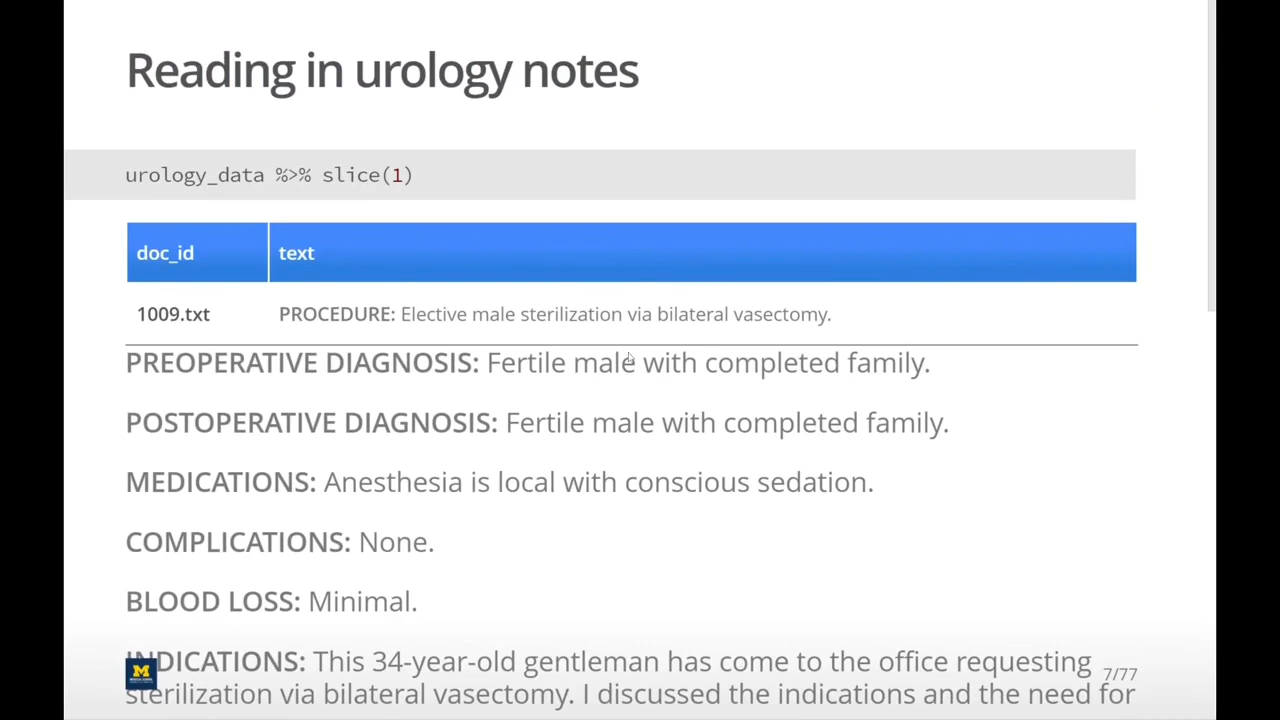 Reading in urology notes
urology_data %>% slice(1)
doc_id text
1009.txt PROCEDURE: Elective male sterilization via bilateral vasectomy.
PREOPERATIVE DIAGNOSIS: Fertile male with completed family.
POSTOPERATIVE DIAGNOSIS: Fertile male with completed family.
MEDICATIONS: Anesthesia is local with conscious sedation.
COMPLICATIONS: None.
BLOOD LOSS: Minimal.
INDICATIONS: This 34-year-old gentleman has come to the office requesting
sterilization via bilateral vasectomy. I discussed the indications and the need for
M
7/77